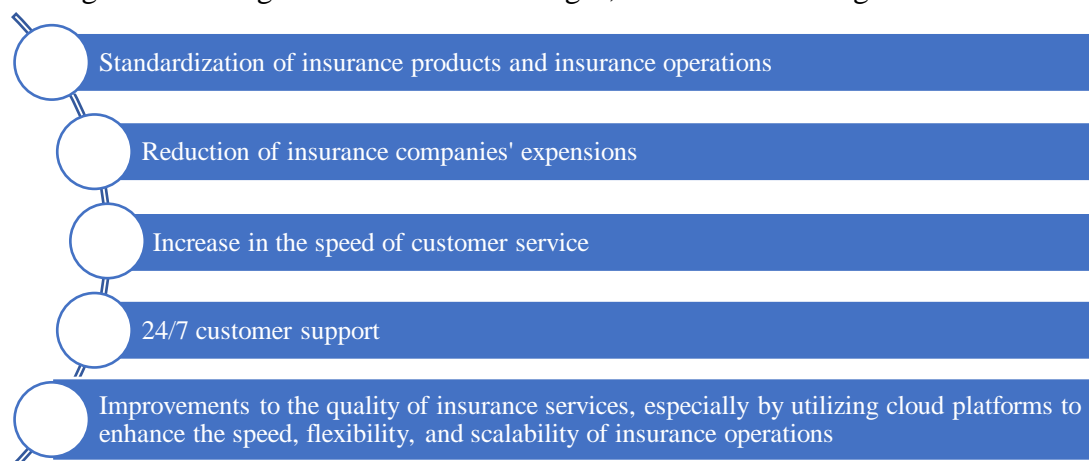 Standardization of insurance products and insurance operations
Reduction of insurance companies' expensions
Increase in the speed of customer service
24/7 customer support
Improvements to the quality of insurance services, especially by utilizing cloud platforms to
enhance the speed, flexibility, and scalability of insurance operations